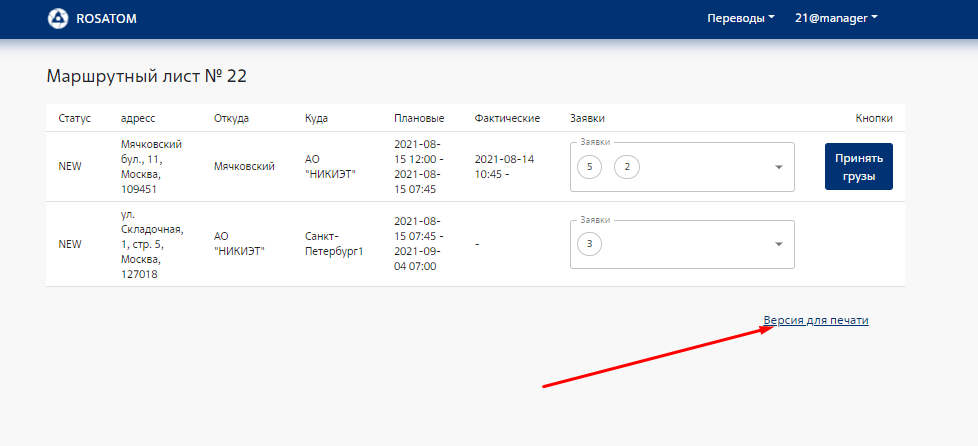 ROSATOM
Переводы
21@manager
Маршрутный лист № 22
Статус
адресс
Откуда
Куда
Плановые
Фактические
Заявки
Кнопки
NEW
Мячковский
бул., 11,
Москва,
109451
Мячковский
АО
"НИКИЭТ"
2021-08-
15 12:00 -
2021-08-
15 07:45
2021-08-14
10:45 -
Заявки
5
2
Принять
грузы
NEW
ул.
Складочная,
1, стр. 5,
Москва,
127018
АО
"НИКИЭТ"
Санкт-
Петербург1
2021-08-
15 07:45 -
2021-09-
04 07:00
-
Заявки
3
Версия для печати